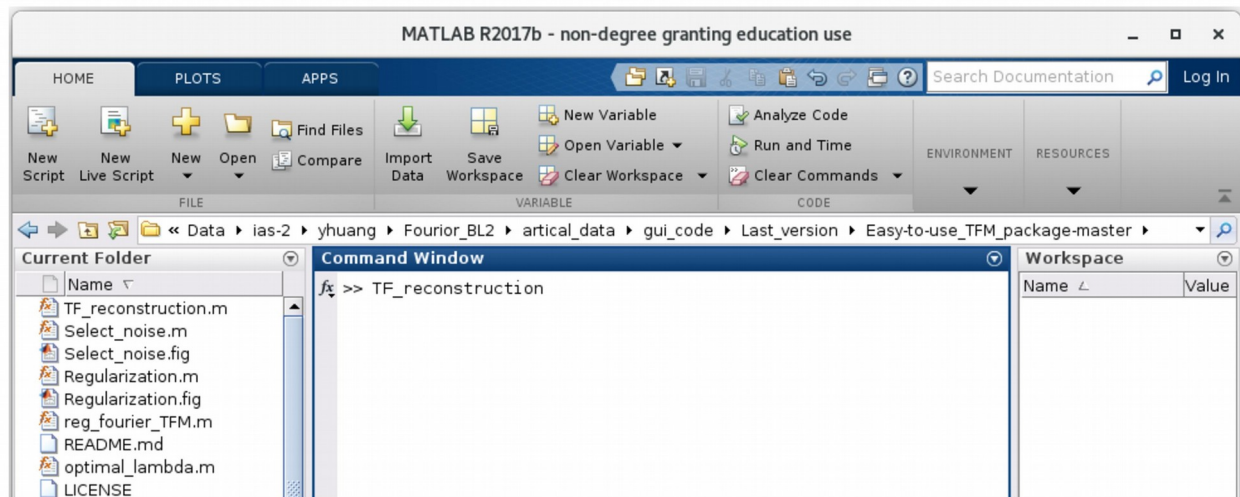 MATLAB R2017b - non-degree granting education use
HOME PLOTS APPS Search Documentation Log In
New Script
New Live Script
New
Open
Find Files
Compare
Import Data
Save Workspace
New Variable
Open Variable
Clear Workspace
Analyze Code
Run and Time
Clear Commands
ENVIRONMENT
RESOURCES
FILE VARIABLE CODE
« Data ias-2 yhuang Fourior_BL2 artical_data gui_code Last_version Easy-to-use_TFM_package-master
Current Folder
Name
TF_reconstruction.m
Select_noise.m
Select_noise.fig
Regularization.m
Regularization.fig
reg_fourier_TFM.m
README.md
optimal_lambda.m
LICENSE
Command Window
fx >> TF_reconstruction
Workspace
Name Value